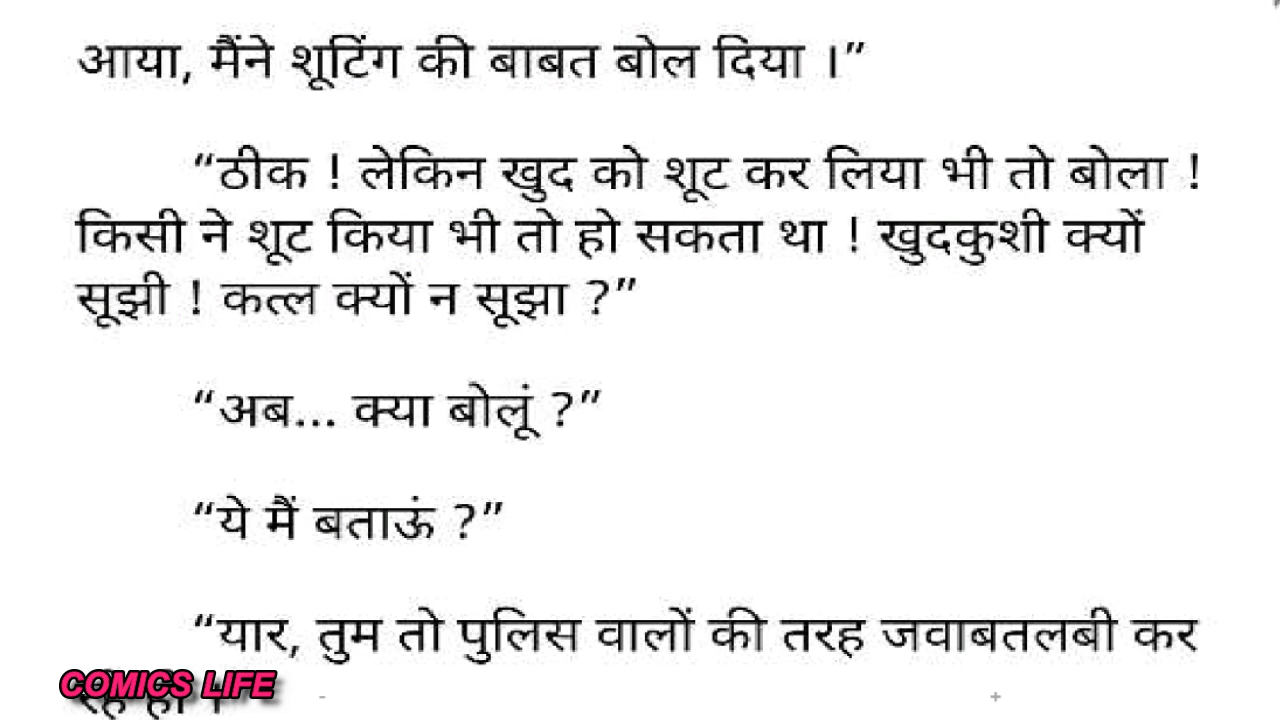 आया, मैंने शूटिंग की बाबत बोल दिया ।”
“ठीक ! लेकिन खुद को शूट कर लिया भी तो बोला !
किसी ने शूट किया भी तो हो सकता था ! खुदकुशी क्यों
सूझी ! कत्ल क्यों न सूझा ?”
“अब... क्या बोलूं ?”
“ये मैं बताऊं ?”
“यार, तुम तो पुलिस वालों की तरह जवाबतलबी कर
COMICS LIFE